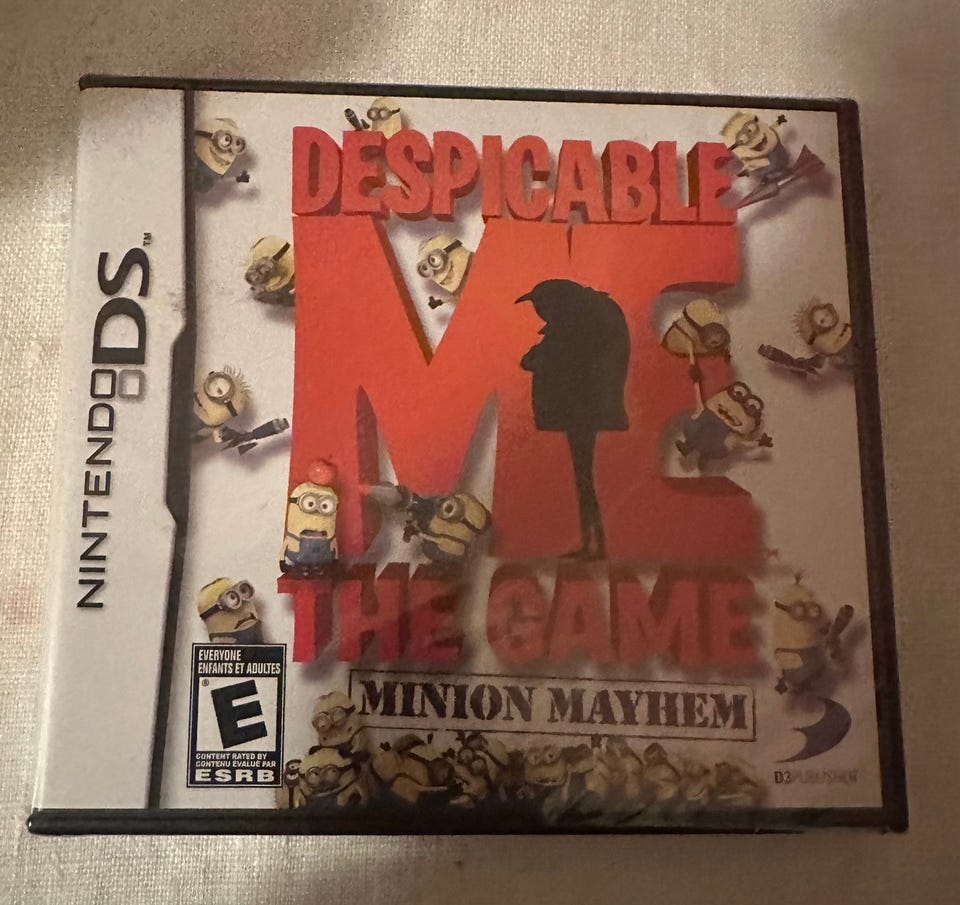 NINTENDO DS™
DESPICABLE
ME
THE GAME
MINION MAYHEM
EVERYONE
ENFANTS ET ADULTES
E®
CONTENT RATED BY
CONTENU ÉVALUÉ PAR
ESRB
D3PUBLISHER